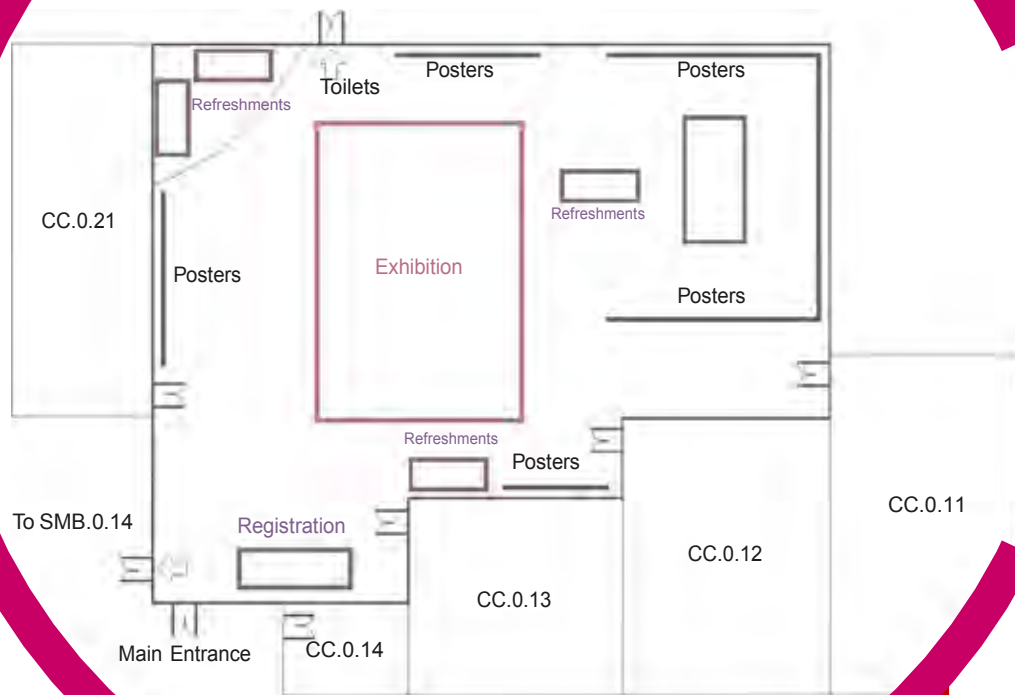 Posters
Posters
Toilets
Refreshments
CC.0.21
Refreshments
Posters
Exhibition
Posters
Refreshments
Posters
To SMB.0.14
Registration
CC.0.11
CC.0.12
CC.0.13
Main Entrance
CC.0.14